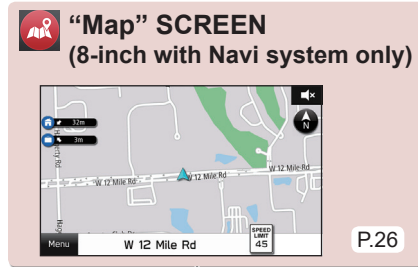 “Map” SCREEN
(8-inch with Navi system only)
N
32m
3m
W 12 Mile Rd
W 12 Mile Rd
W 12 Mile Rd
Menu
W 12 Mile Rd
SPEED
LIMIT
45
P.26